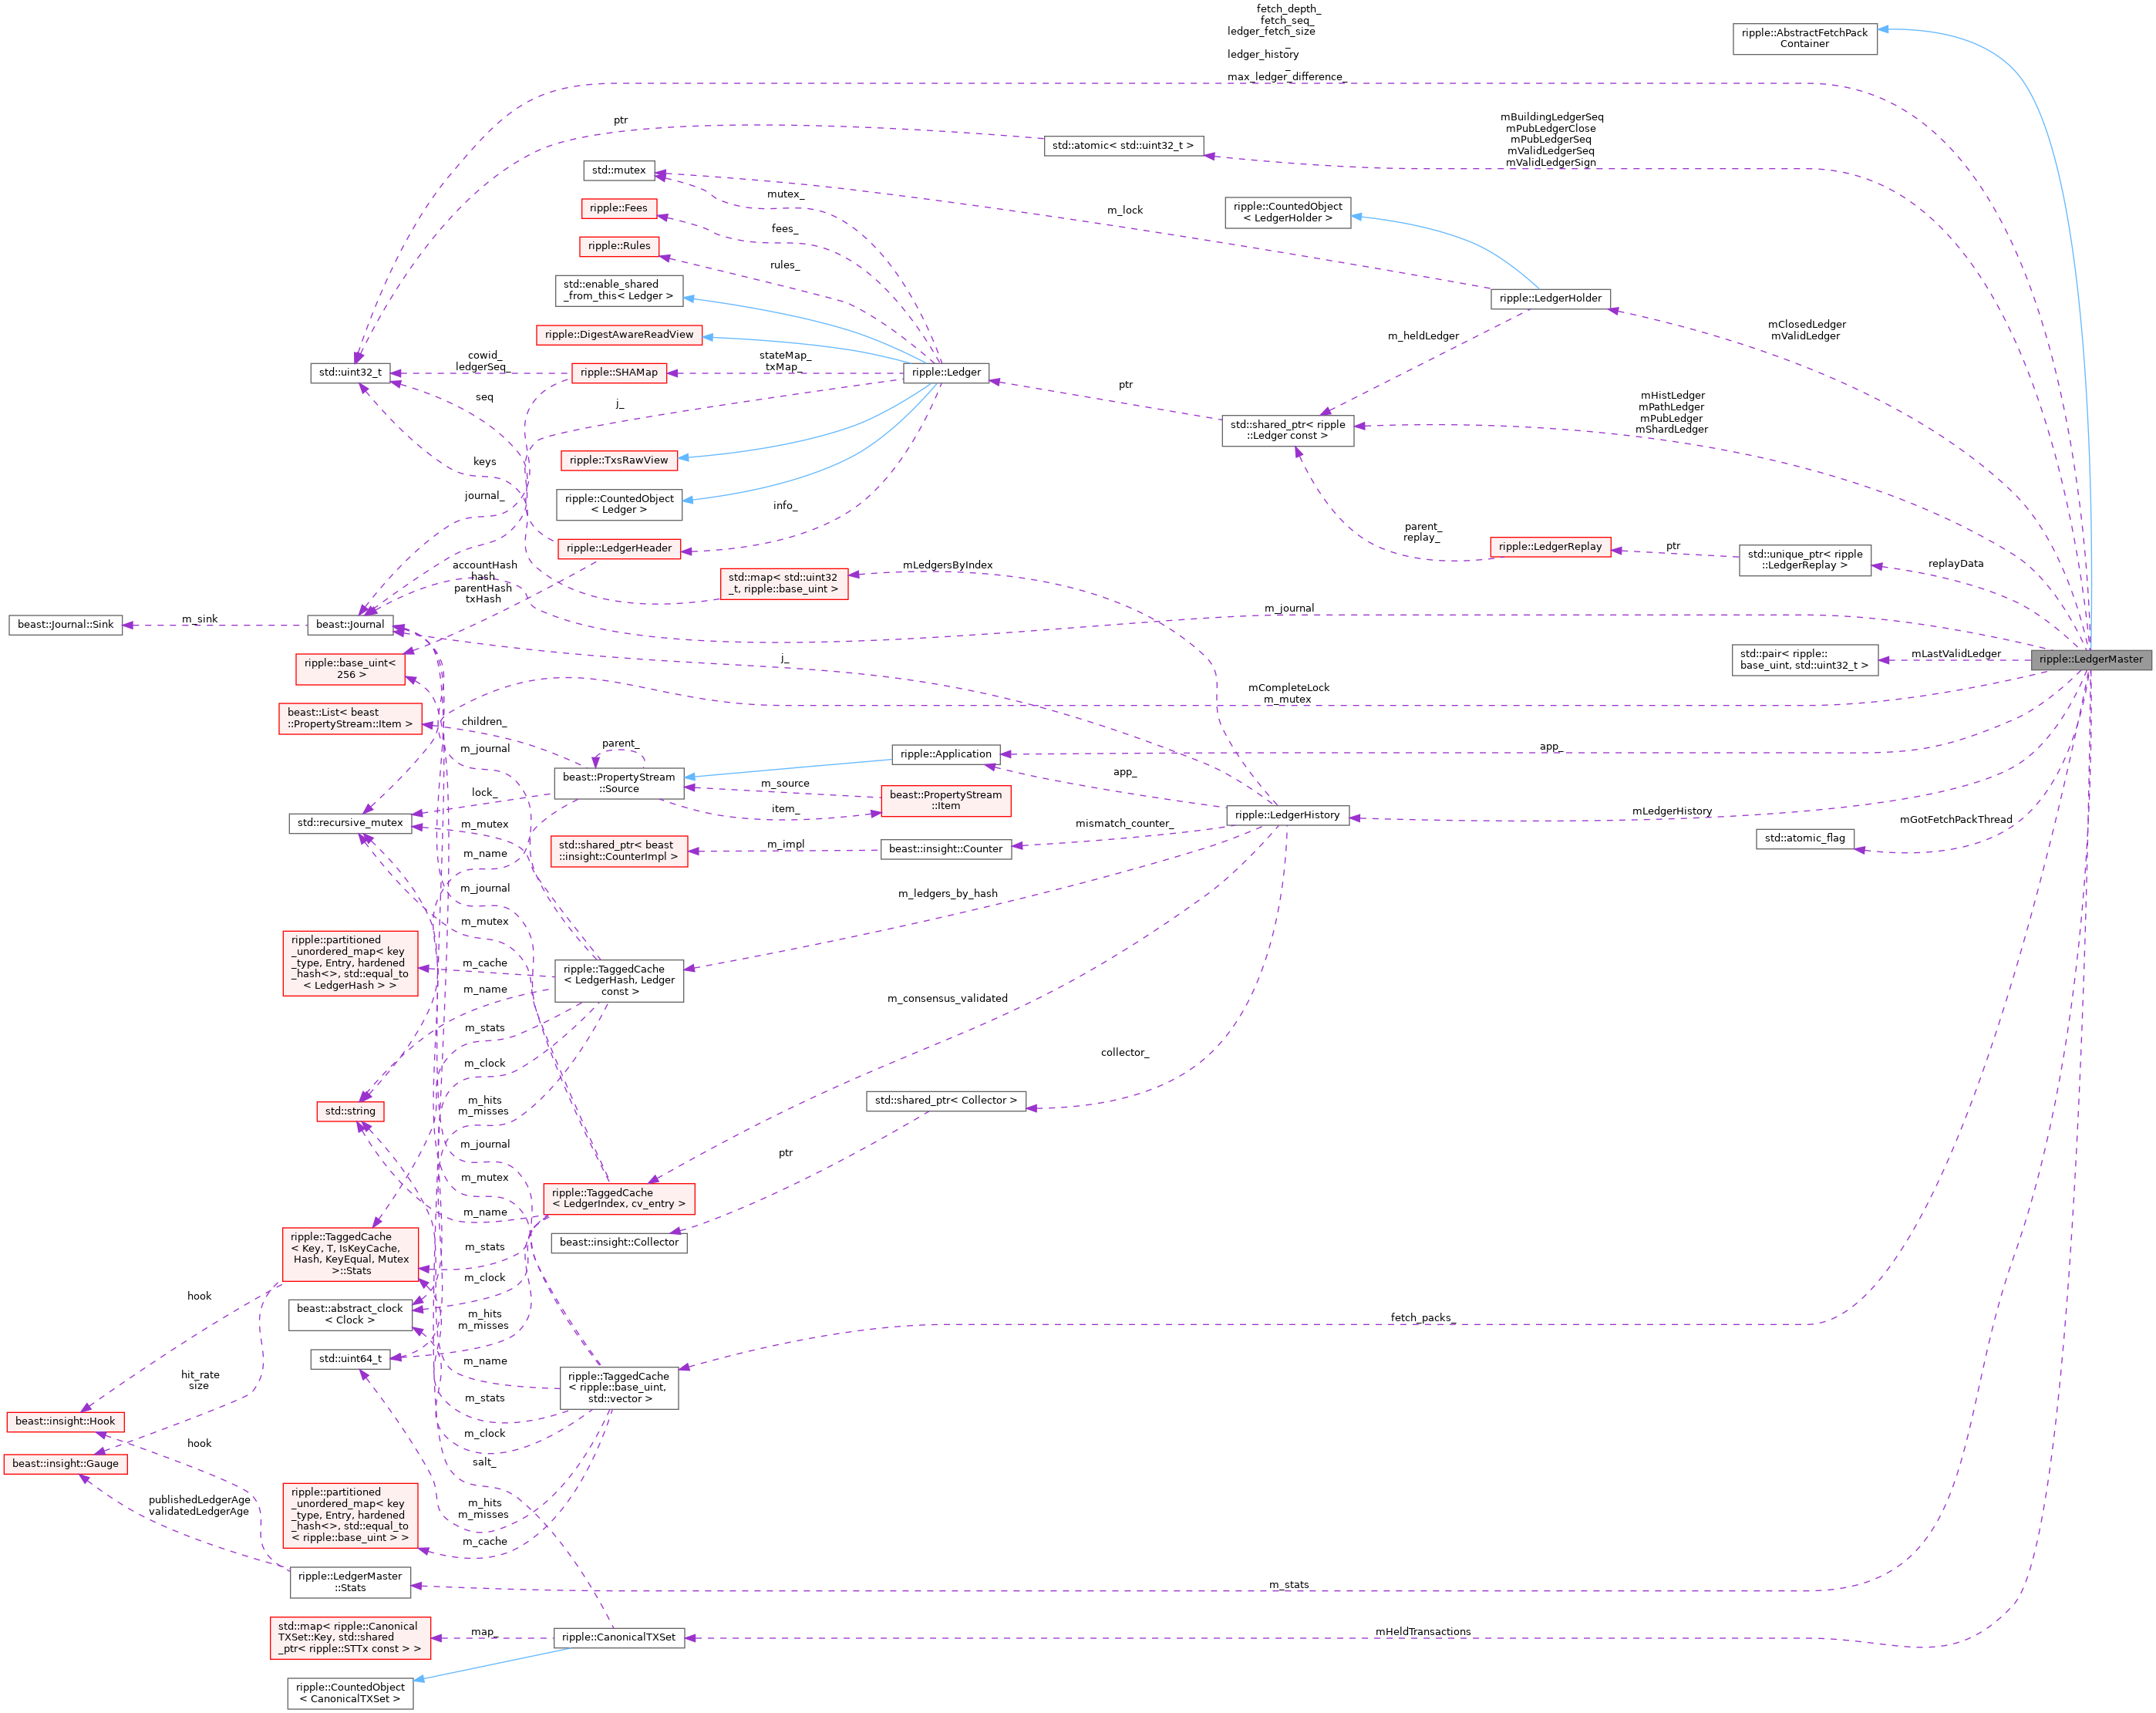 fetch_depth_
fetch_seq_
ledger_fetch_size
_
ledger_history
_
max_ledger_difference_
ripple::AbstractFetchPack
Container
ptr
std::atomic< std::uint32_t >
mBuildingLedgerSeq
mPubLedgerClose
mPubLedgerSeq
mValidLedgerSeq
mValidLedgerSign
std::mutex
mutex_
m_lock
ripple::Fees
fees_
ripple::CountedObject
< LedgerHolder >
ripple::Rules
rules_
std::enable_shared
_from_this< Ledger >
ripple::LedgerHolder
mClosedLedger
mValidLedger
ripple::DigestAwareReadView
m_heldLedger
std::uint32_t
cowid_
ledgerSeq_
ripple::SHAMap
stateMap_
txMap_
ripple::Ledger
ptr
seq
j_
std::shared_ptr< ripple
::Ledger const >
mHistLedger
mPathLedger
mPubLedger
mShardLedger
keys
ripple::TxsRawView
journal_
ripple::CountedObject
< Ledger >
info_
parent_
replay_
ripple::LedgerReplay
ptr
std::unique_ptr< ripple
::LedgerReplay >
replayData
ripple::LedgerHeader
accountHash
hash
parentHash
txHash
std::map< std::uint32
_t, ripple::base_uint >
mLedgersByIndex
m_journal
beast::Journal::Sink
m_sink
beast::Journal
ripple::base_uint<
256 >
j_
std::pair< ripple::
base_uint, std::uint32_t >
mLastValidLedger
ripple::LedgerMaster
mCompleteLock
m_mutex
beast::List< beast
::PropertyStream::Item >
children_
parent_
m_journal
ripple::Application
app_
beast::PropertyStream
::Source
m_source
app_
lock_
item_
beast::PropertyStream
::Item
ripple::LedgerHistory
mLedgerHistory
std::recursive_mutex
m_mutex
mismatch_counter_
mGotFetchPackThread
std::atomic_flag
m_name
std::shared_ptr< beast
::insight::CounterImpl >
m_impl
beast::insight::Counter
m_journal
m_ledgers_by_hash
m_mutex
ripple::partitioned
_unordered_map< key
_type, Entry, hardened
_hash<>, std::equal_to
< LedgerHash > >
m_cache
ripple::TaggedCache
< LedgerHash, Ledger
const >
m_name
m_consensus_validated
m_stats
m_clock
collector_
m_hits
m_misses
std::string
std::shared_ptr< Collector >
m_journal
ptr
m_mutex
ripple::TaggedCache
< LedgerIndex, cv_entry >
m_name
ripple::TaggedCache
< Key, T, IsKeyCache,
Hash, KeyEqual, Mutex
>::Stats
m_stats
beast::insight::Collector
m_clock
hook
beast::abstract_clock
< Clock >
m_hits
m_misses
fetch_packs_
std::uint64_t
m_name
hit_rate
size
ripple::TaggedCache
< ripple::base_uint,
std::vector >
m_stats
beast::insight::Hook
m_clock
hook
beast::insight::Gauge
salt_
publishedLedgerAge
validatedLedgerAge
ripple::partitioned
_unordered_map< key
_type, Entry, hardened
_hash<>, std::equal_to
< ripple::base_uint > >
m_hits
m_misses
m_cache
ripple::LedgerMaster
::Stats
m_stats
std::map< ripple::Canonical
TXSet::Key, std::shared
_ptr< ripple::STTx const > >
map_
ripple::CanonicalTXSet
mHeldTransactions
ripple::CountedObject
< CanonicalTXSet >